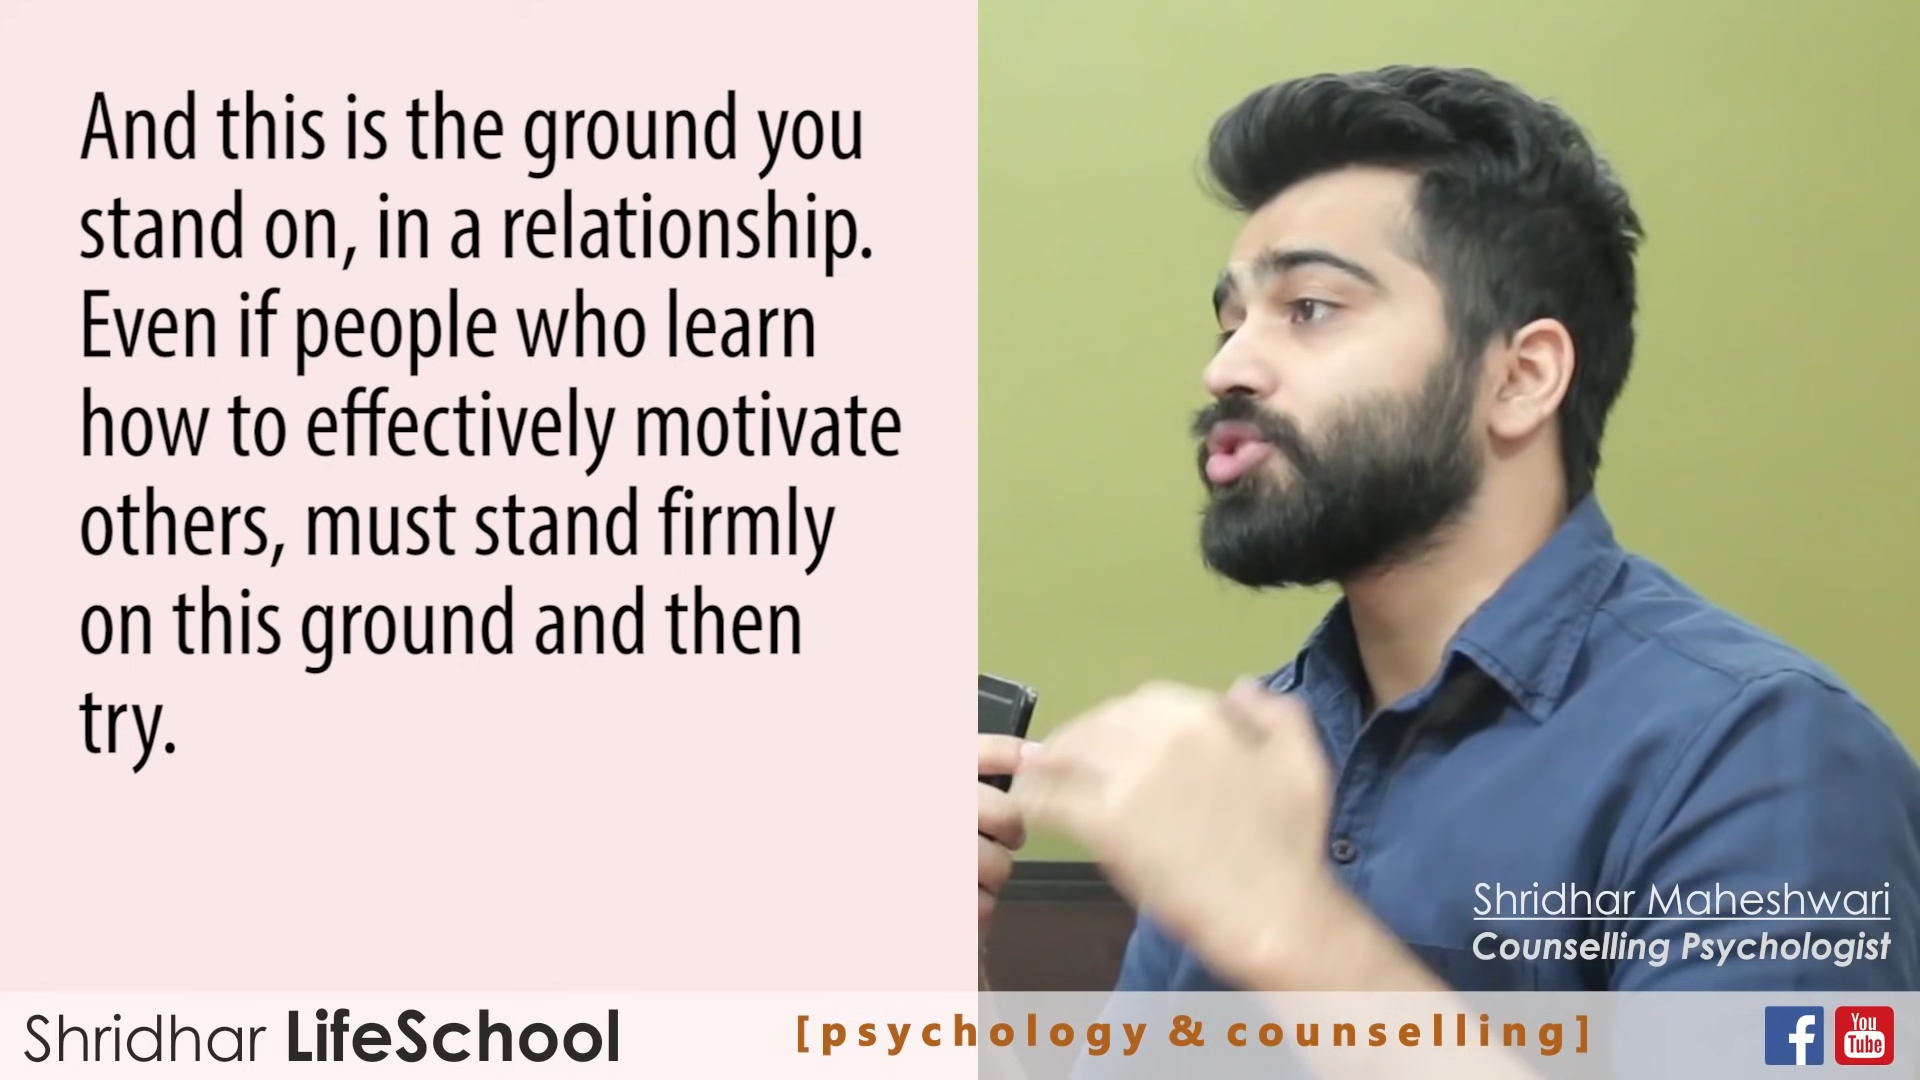 And this is the ground you
stand on, in a relationship.
Even if people who learn
how to effectively motivate
others, must stand firmly
on this ground and then
try.
Shridhar Maheshwari
Counselling Psychologist
Shridhar LifeSchool
[psychology & counselling]
f
You
Tube